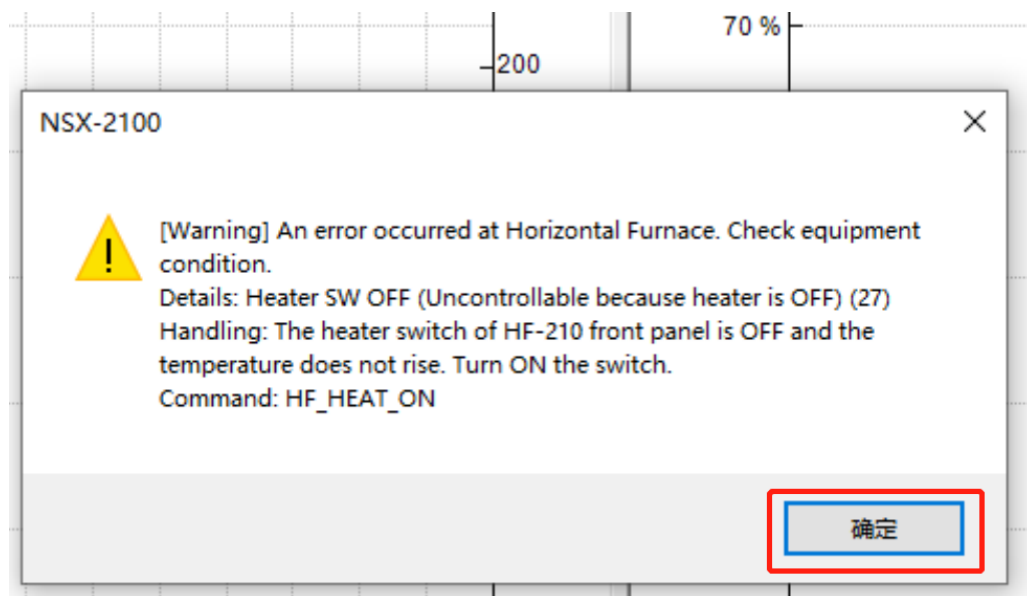 70 %
200
NSX-2100
[Warning] An error occurred at Horizontal Furnace. Check equipment
condition.
Details: Heater SW OFF (Uncontrollable because heater is OFF) (27)
Handling: The heater switch of HF-210 front panel is OFF and the
temperature does not rise. Turn ON the switch.
Command: HF_HEAT_ON
确定